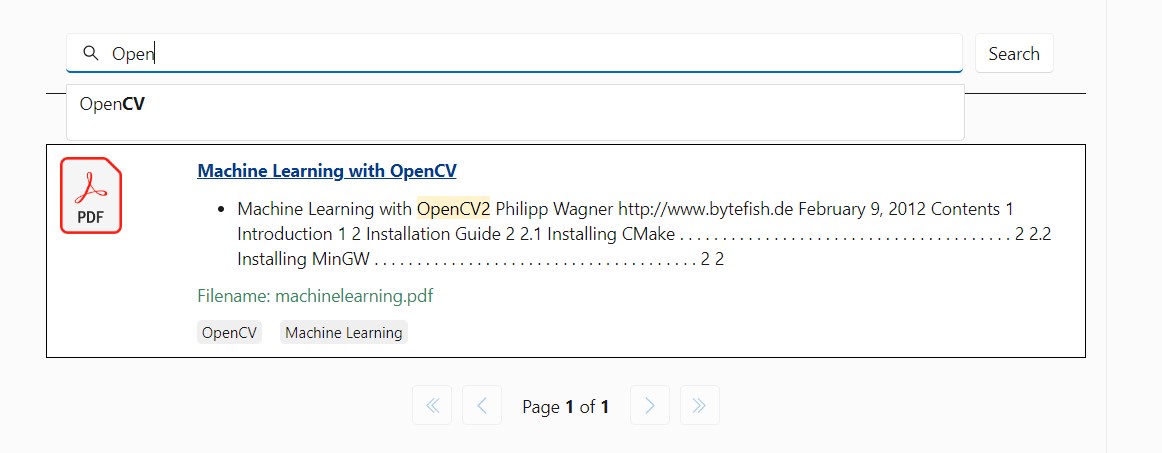 Open
Search
OpenCV
PDF
Machine Learning with OpenCV
• Machine Learning with OpenCV2 Philipp Wagner http://www.bytefish.de February 9, 2012 Contents 1
Introduction 1 2 Installation Guide 2 2.1 Installing CMake . . . . . . . . . . . . . . . . . . . . . . . . . . . . . . . . . . . . . . . 2 2.2
Installing MinGW . . . . . . . . . . . . . . . . . . . . . . . . . . . . . . . . . . . . . . 2 2
Filename: machinelearning.pdf
OpenCV Machine Learning
Page 1 of 1